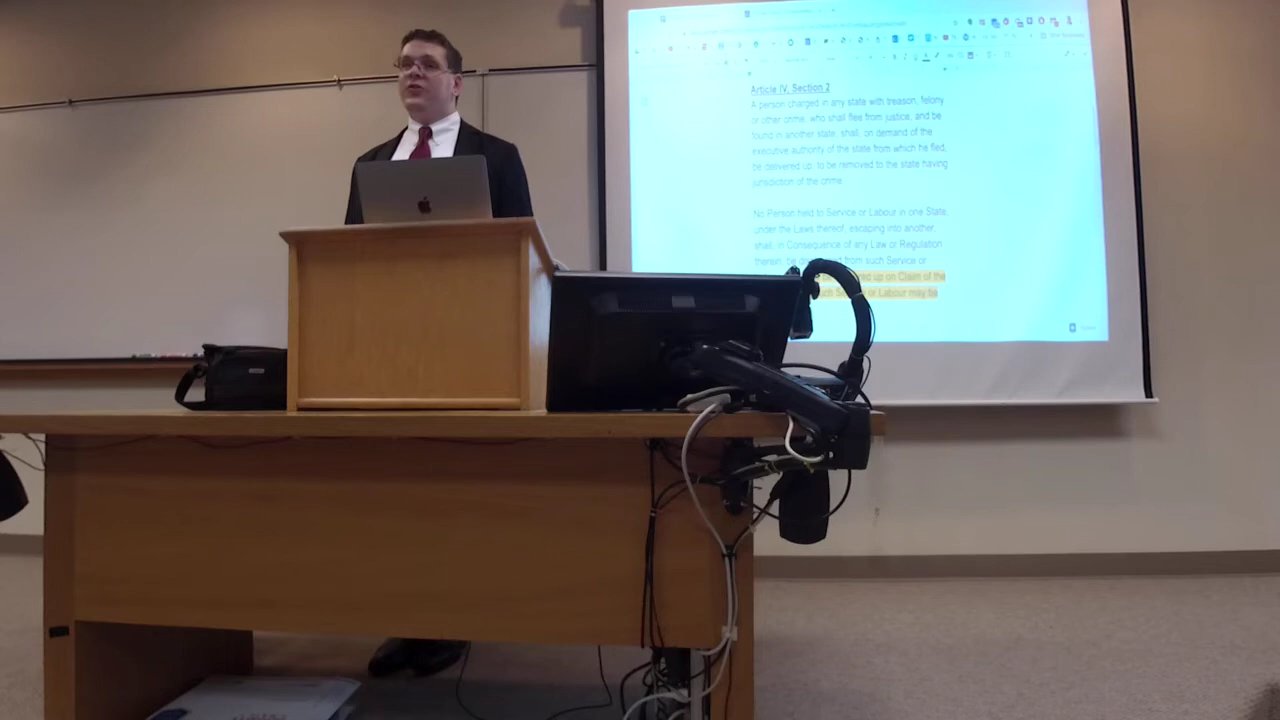 Article IV, Section 2
A person charged in any state with treason, felony
or other crime, who shall flee from justice, and be
found in another state, shall, on demand of the
executive authority of the state from which he fled,
be delivered up, to be removed to the state having
jurisdiction of the crime.
No Person held to Service or Labour in one State,
under the Laws thereof, escaping into another,
shall, in Consequence of any Law or Regulation
therein, be from such Service or
up on Claim of the
or Labour may be